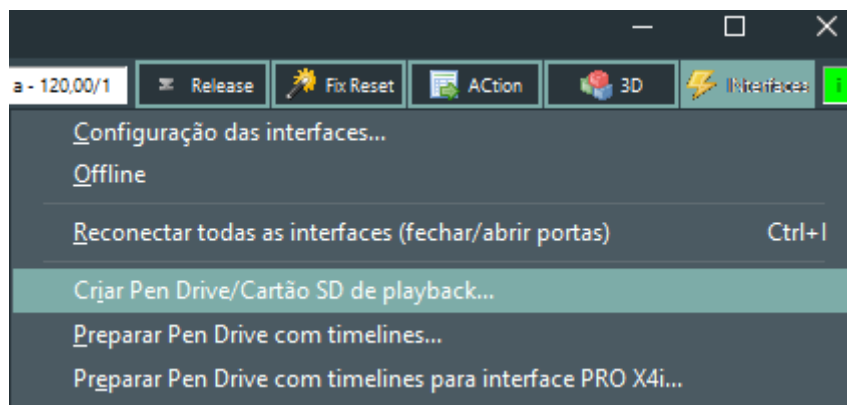 a - 120,00/1 Release Fix Reset ACtion 3D INterfaces i
Configuração das interfaces...
Offline
Reconectar todas as interfaces (fechar/abrir portas) Ctrl+I
Criar Pen Drive/Cartão SD de playback...
Preparar Pen Drive com timelines...
Preparar Pen Drive com timelines para interface PRO X4i...